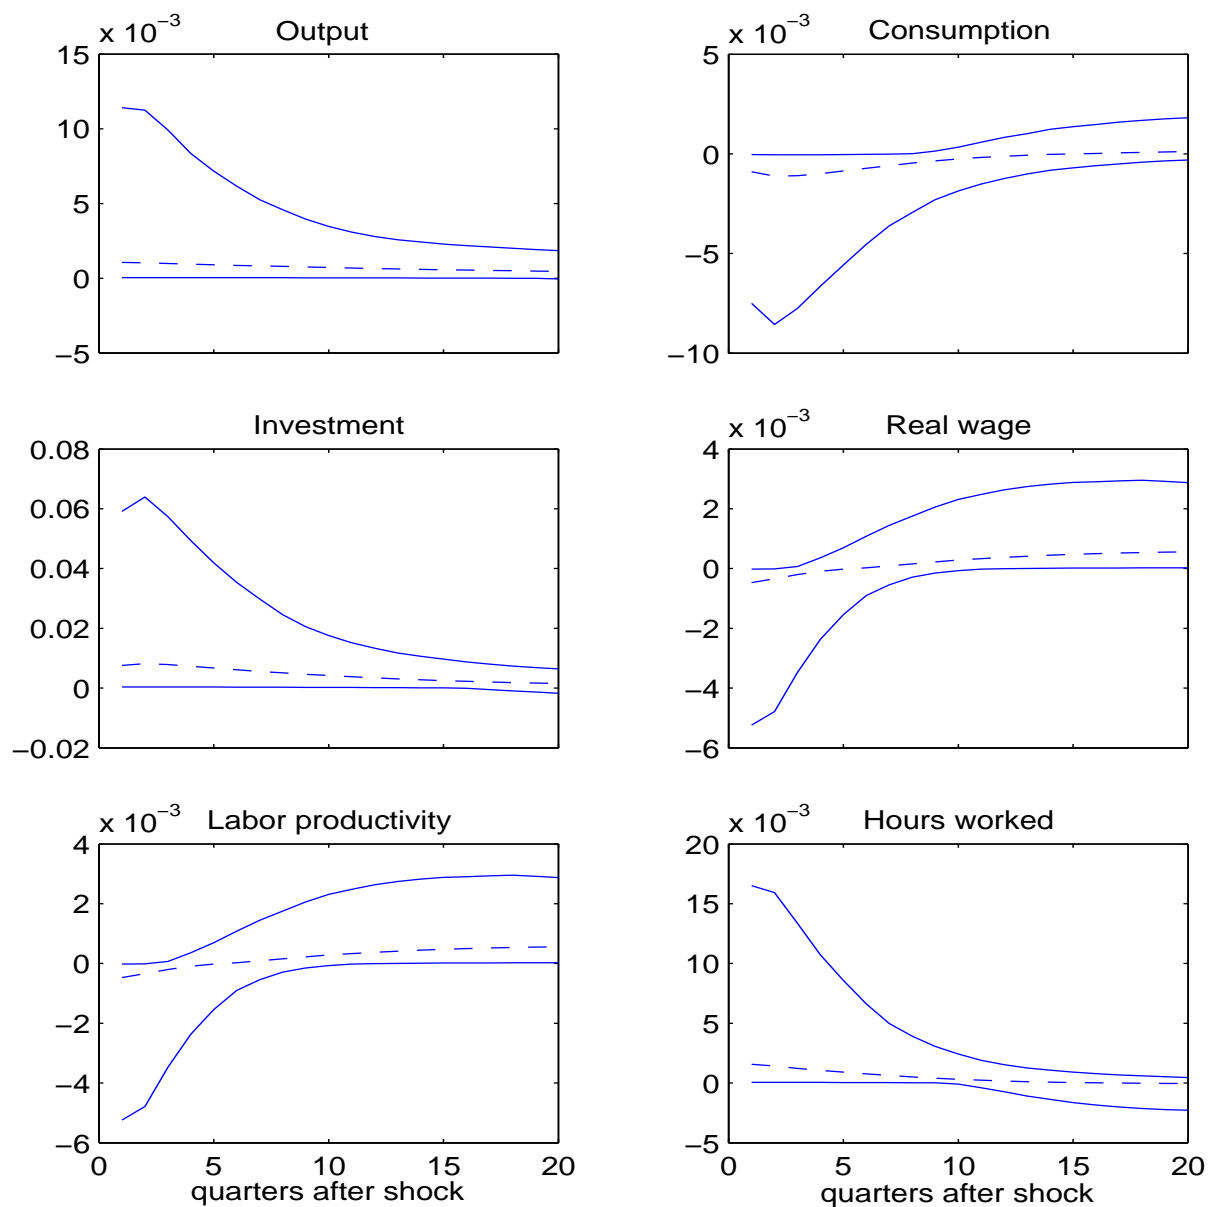 x 10⁻³
Output
15
10
5
0
−5
x 10⁻³
Consumption
5
0
−5
−10
Investment
0.08
0.06
0.04
0.02
0
−0.02
x 10⁻³
Real wage
4
2
0
−2
−4
−6
x 10⁻³
Labor productivity
4
2
0
−2
−4
−6
0 5 10 15 20
quarters after shock
x 10⁻³
Hours worked
20
15
10
5
0
−5
0 5 10 15 20
quarters after shock